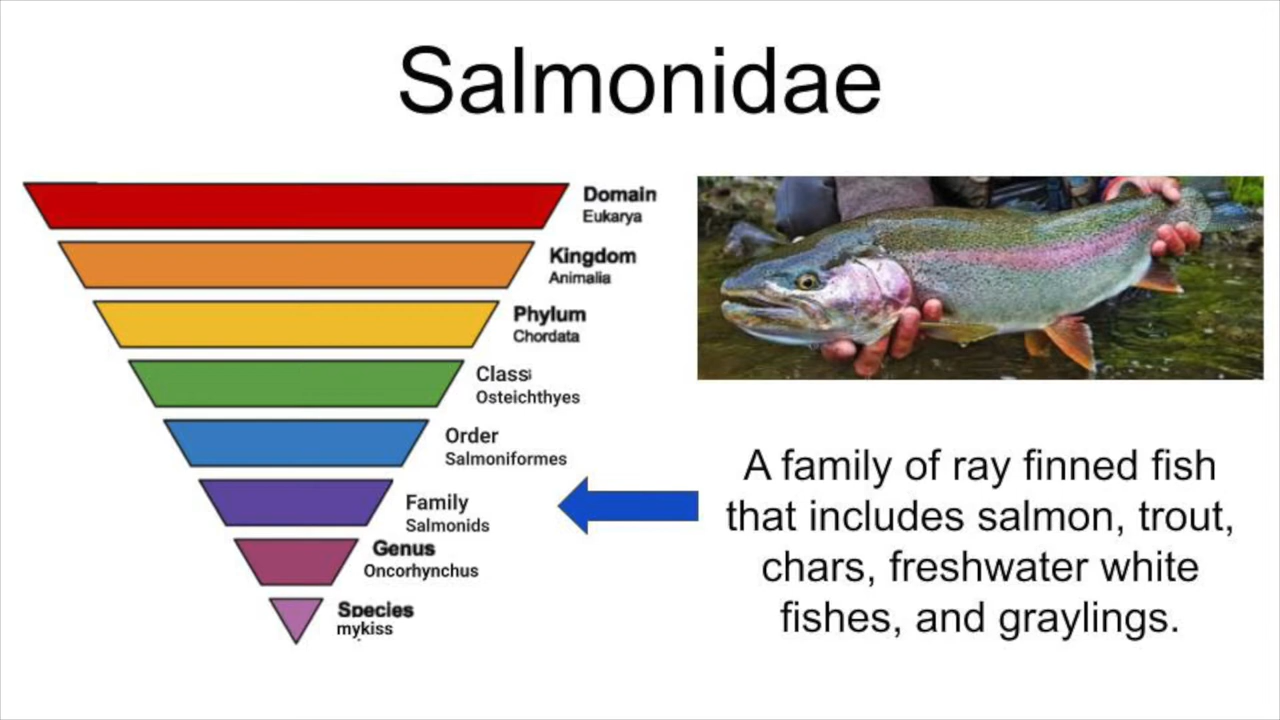 Salmonidae
Domain
Eukarya
Kingdom
Animalia
Phylum
Chordata
Class
Osteichthyes
Order
Salmoniformes
Family
Salmonids
Genus
Oncorhynchus
Species
mykiss
A family of ray finned fish
that includes salmon, trout,
chars, freshwater white
fishes, and graylings.